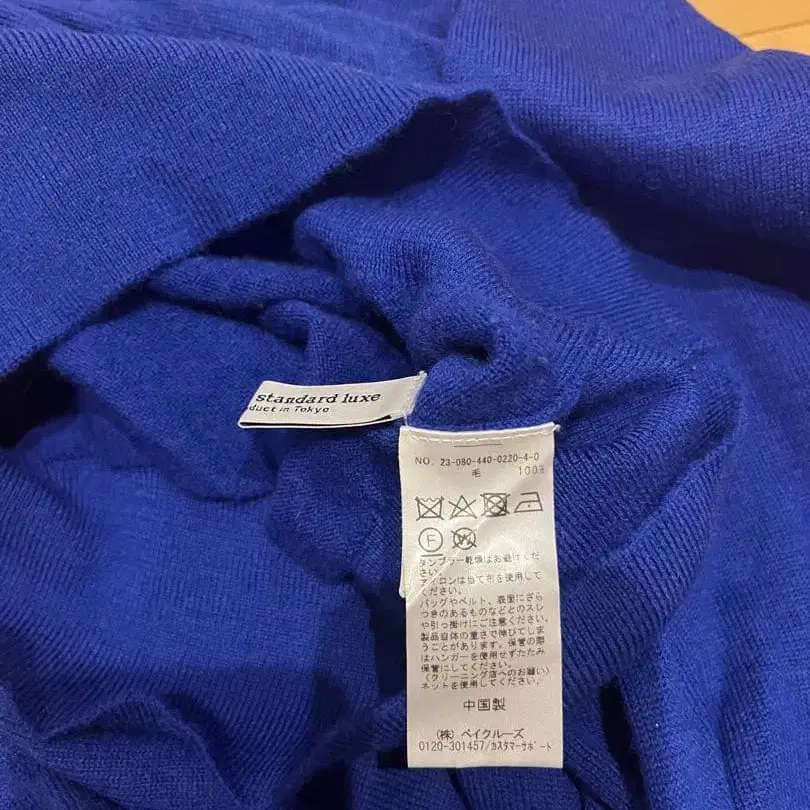 standard luxe
duct in Tokyo
NO. 23-080-440-0220-4-0
毛 100%
F
タンブラー乾燥はお避けくだ
さい。
アイロンは当て布を使用して
ください。
バッグやベルト、表面にざら
つきのあるものなどとのスレ
や引っ掛けにご注意ください。
製品自体の重さで伸びてしま
うことがあります。保管の際
はハンガーを使用せずたたみ
保管にしてください。
〈クリーニング店へのお願い〉
ネットを使用してください。
中国製
(株) ベイクルーズ
0120-301457/カスタマーサポート